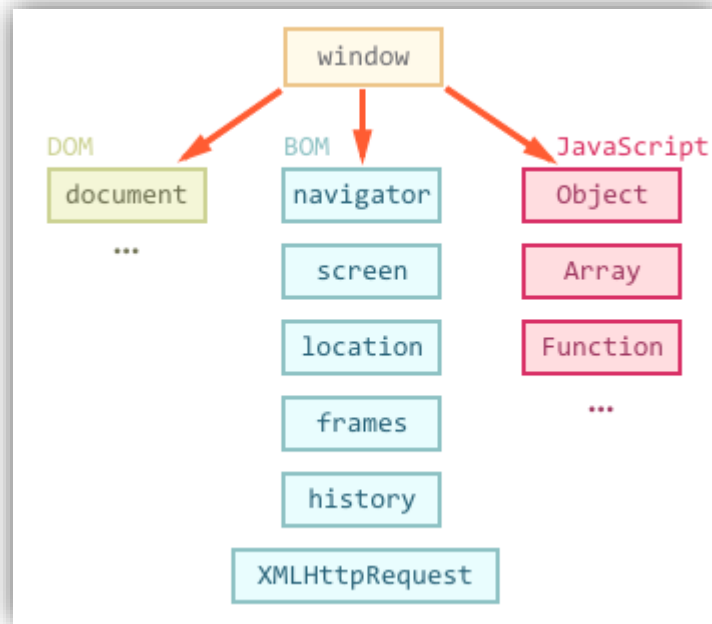 window
DOM
document
...
BOM
navigator
screen
location
frames
history
XMLHttpRequest
JavaScript
Object
Array
Function
...